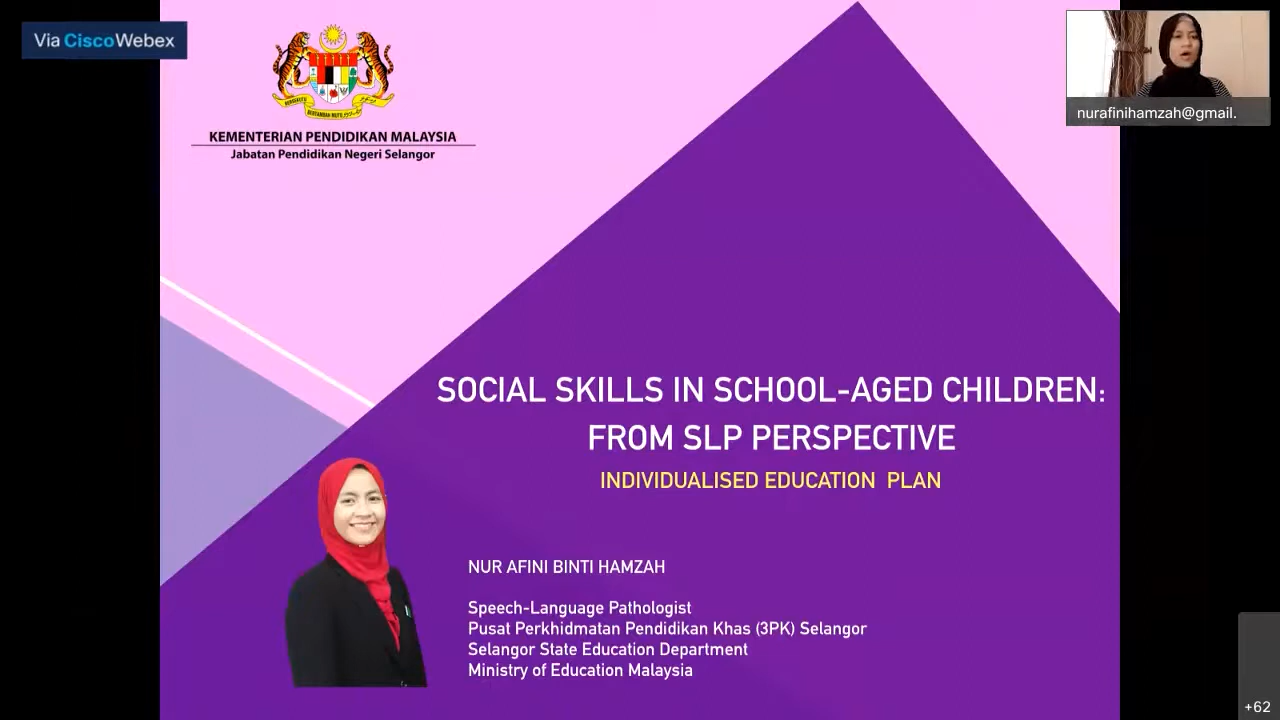 Via Cisco Webex
nurafinihamzah@gmail.
KEMENTERIAN PENDIDIKAN MALAYSIA
Jabatan Pendidikan Negeri Selangor
SOCIAL SKILLS IN SCHOOL-AGED CHILDREN:
FROM SLP PERSPECTIVE
INDIVIDUALISED EDUCATION PLAN
NUR AFINI BINTI HAMZAH
Speech-Language Pathologist
Pusat Perkhidmatan Pendidikan Khas (3PK) Selangor
Selangor State Education Department
Ministry of Education Malaysia
+62